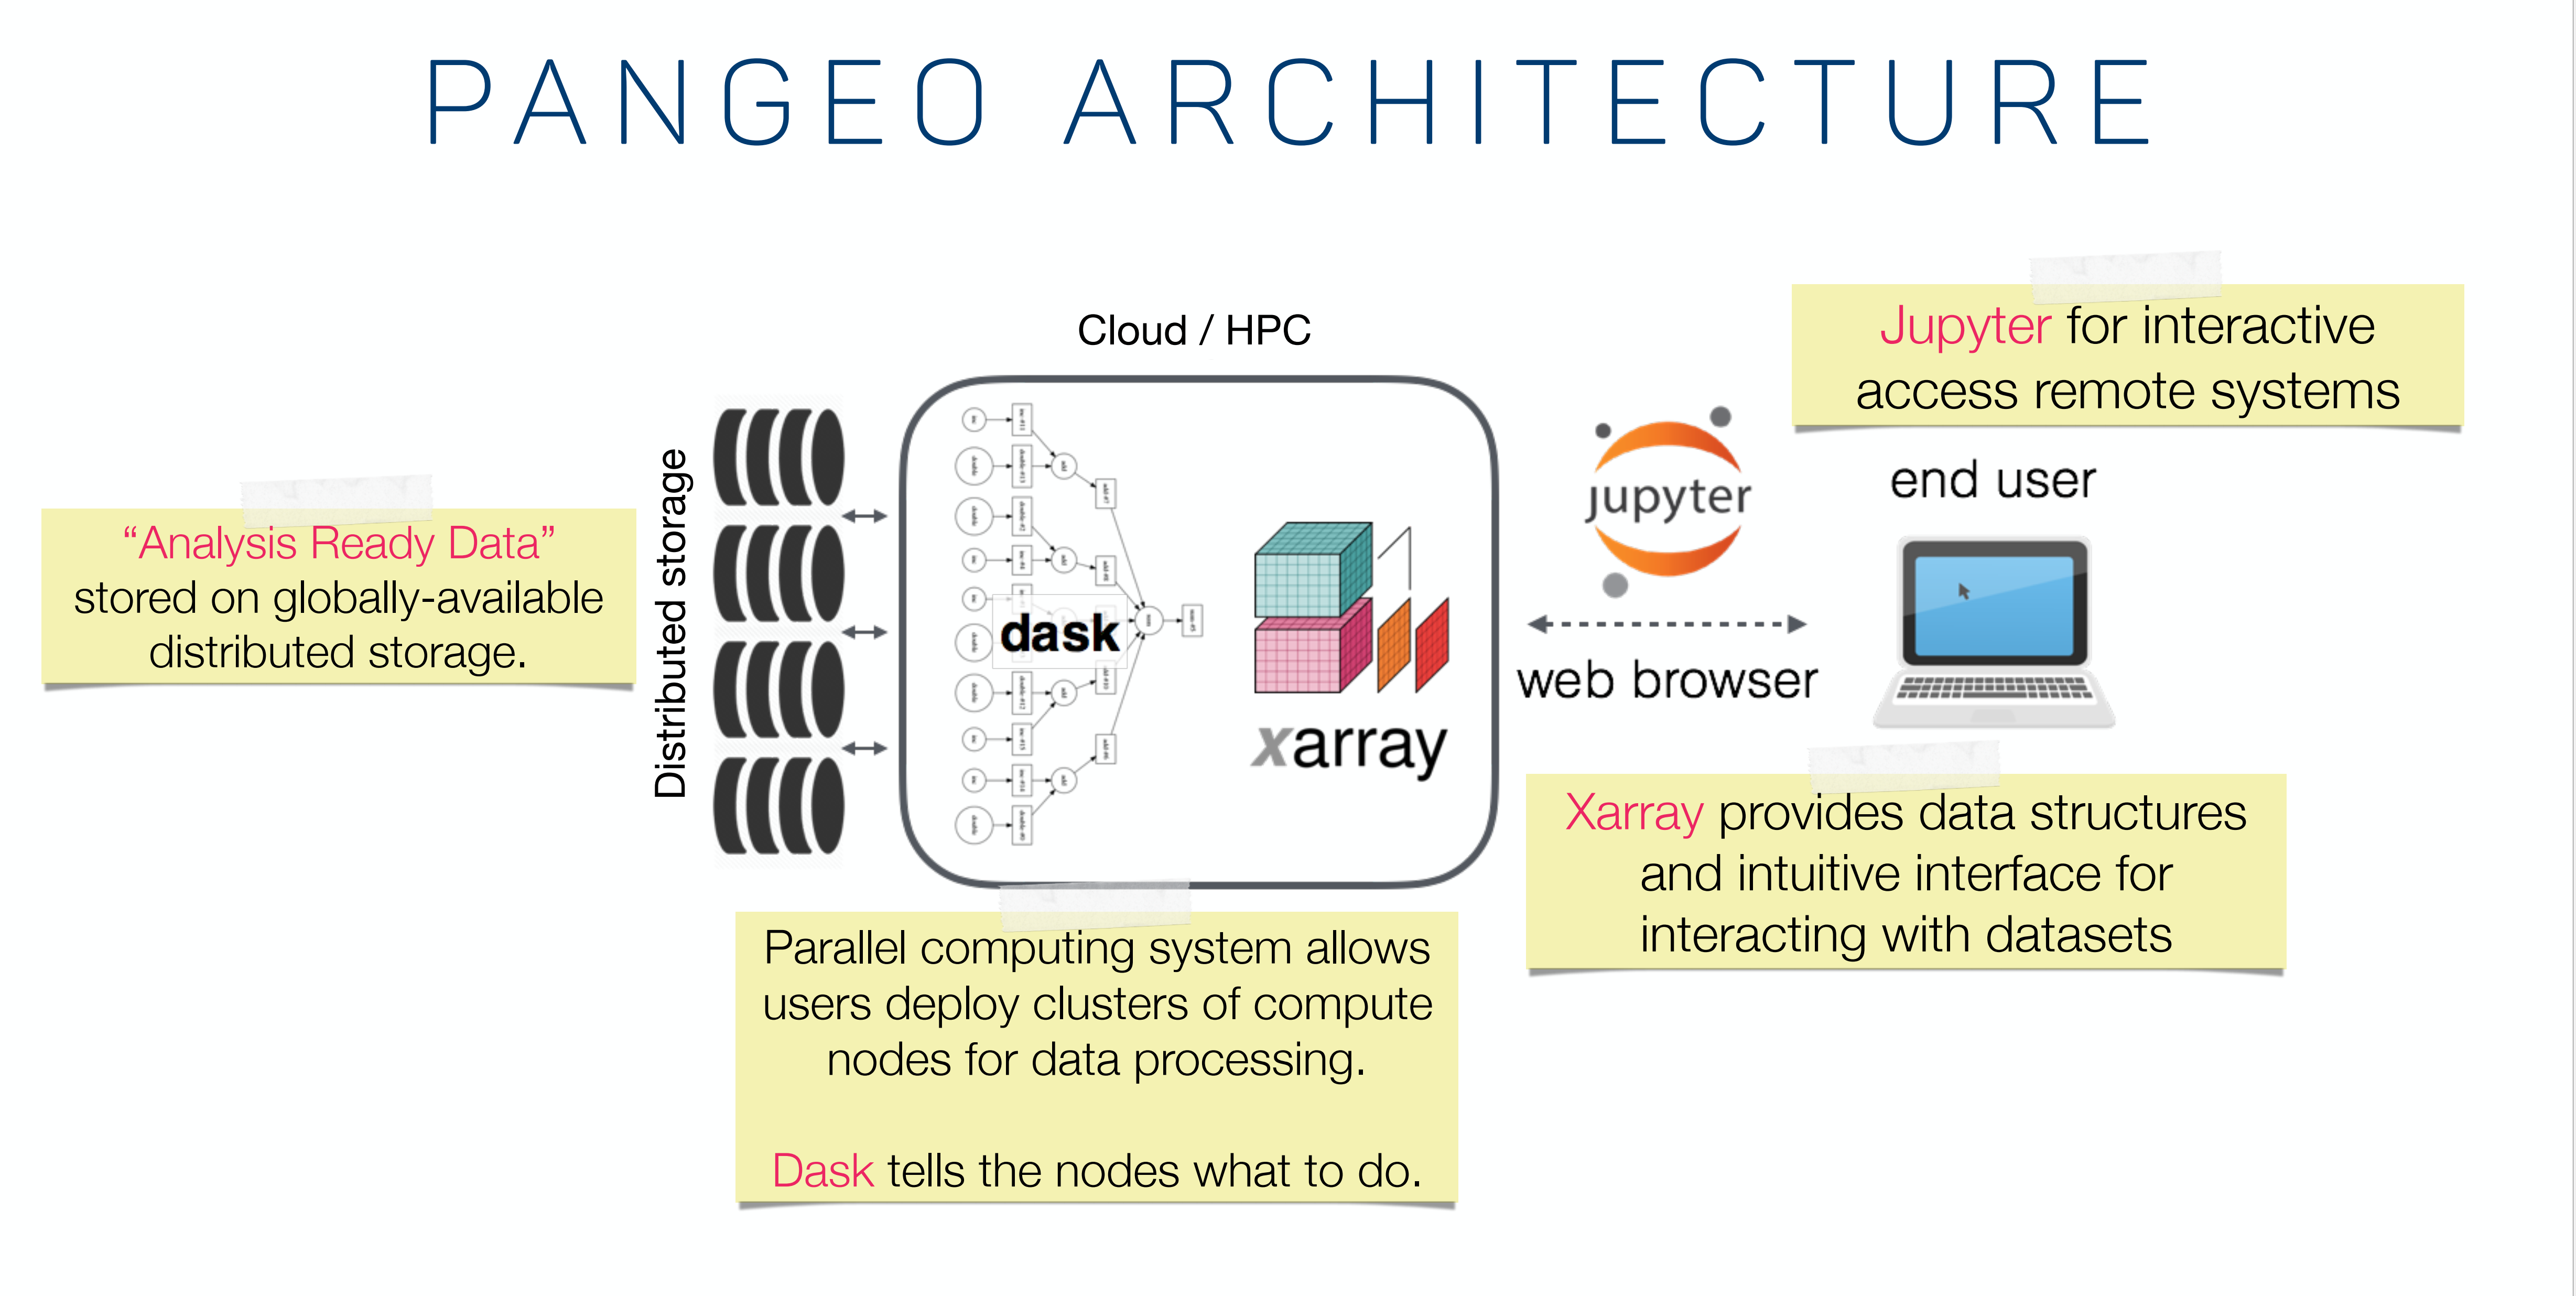 PANGEO ARCHITECTURE
Cloud / HPC
Jupyter for interactive
access remote systems
"Analysis Ready Data"
stored on globally-available
distributed storage.
Distributed storage
dask
xarray
jupyter
end user
web browser
Xarray provides data structures
and intuitive interface for
interacting with datasets
Parallel computing system allows
users deploy clusters of compute
nodes for data processing.
Dask tells the nodes what to do.